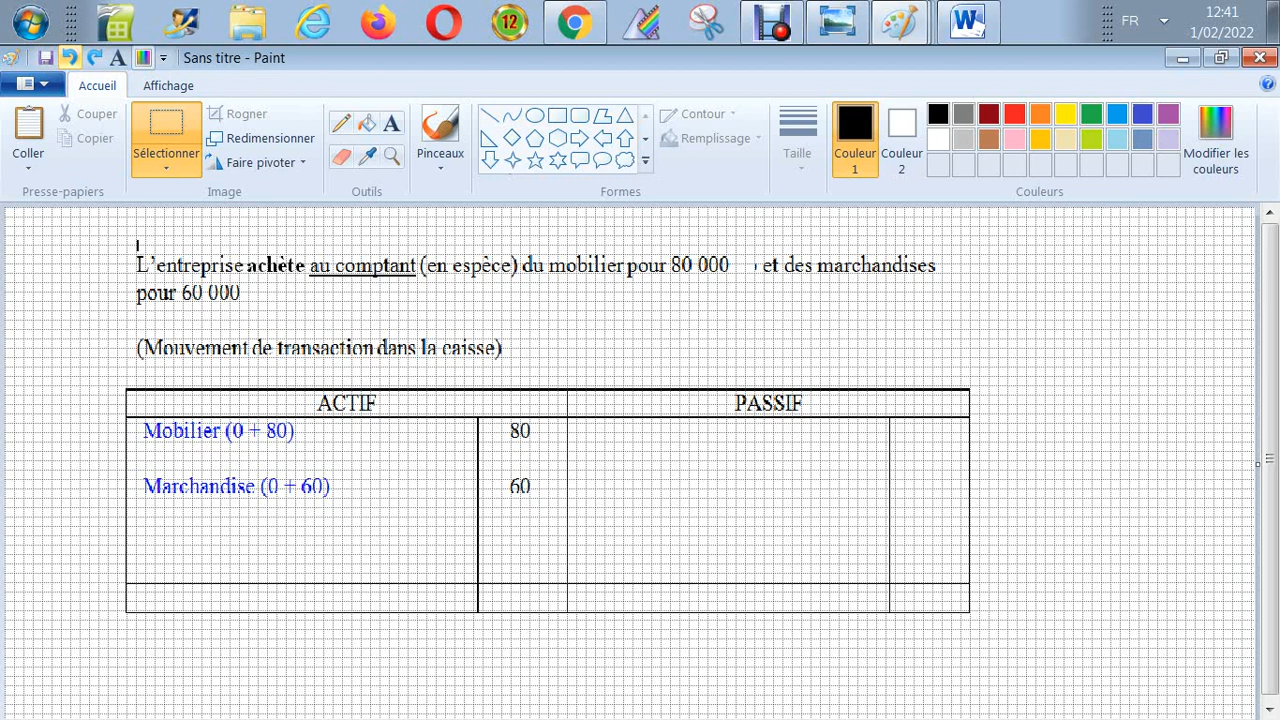 12
FR
12:41
1/02/2022
Sans titre - Paint
Accueil
Affichage
Coller
Couper
Copier
Presse-papiers
Sélectionner
Rogner
Redimensionner
Faire pivoter
Image
A
Outils
Pinceaux
Contour
Remplissage
Formes
Taille
Couleur 1
Couleur 2
Modifier les couleurs
Couleurs
L'entreprise achète au comptant (en espèce) du mobilier pour 80 000 et des marchandises
pour 60 000
(Mouvement de transaction dans la caisse)
ACTIF PASSIF
Mobilier (0 + 80) 80
Marchandise (0 + 60) 60